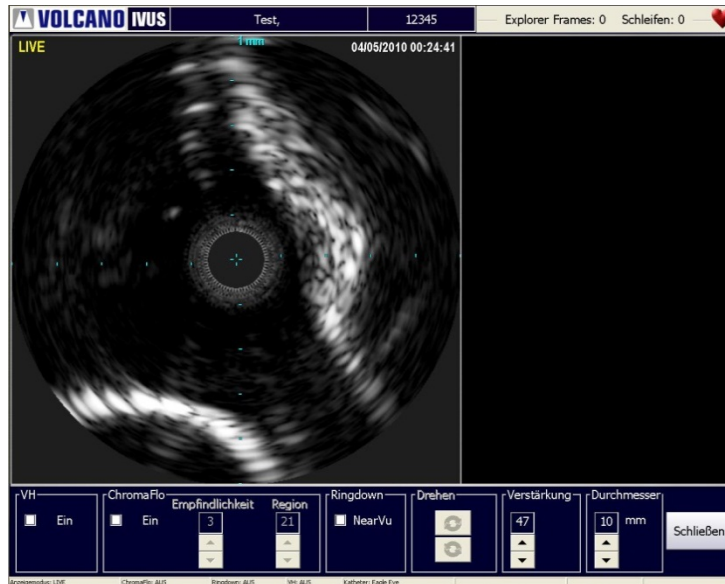 VOLCANO IVUS Test, 12345 Explorer Frames: 0 Schleifen: 0
LIVE 1 mm 04/05/2010 00:24:41
VH ChromaFlo Ringdown Drehen Verstärkung Durchmesser
Empfindlichkeit Region
Ein Ein 3 21 NearVu 47 10 mm Schließen
Anzeigemodus: LIVE ChromaFlo: AUS Ringdown: AUS VH: AUS Katheter: Eagle Eye